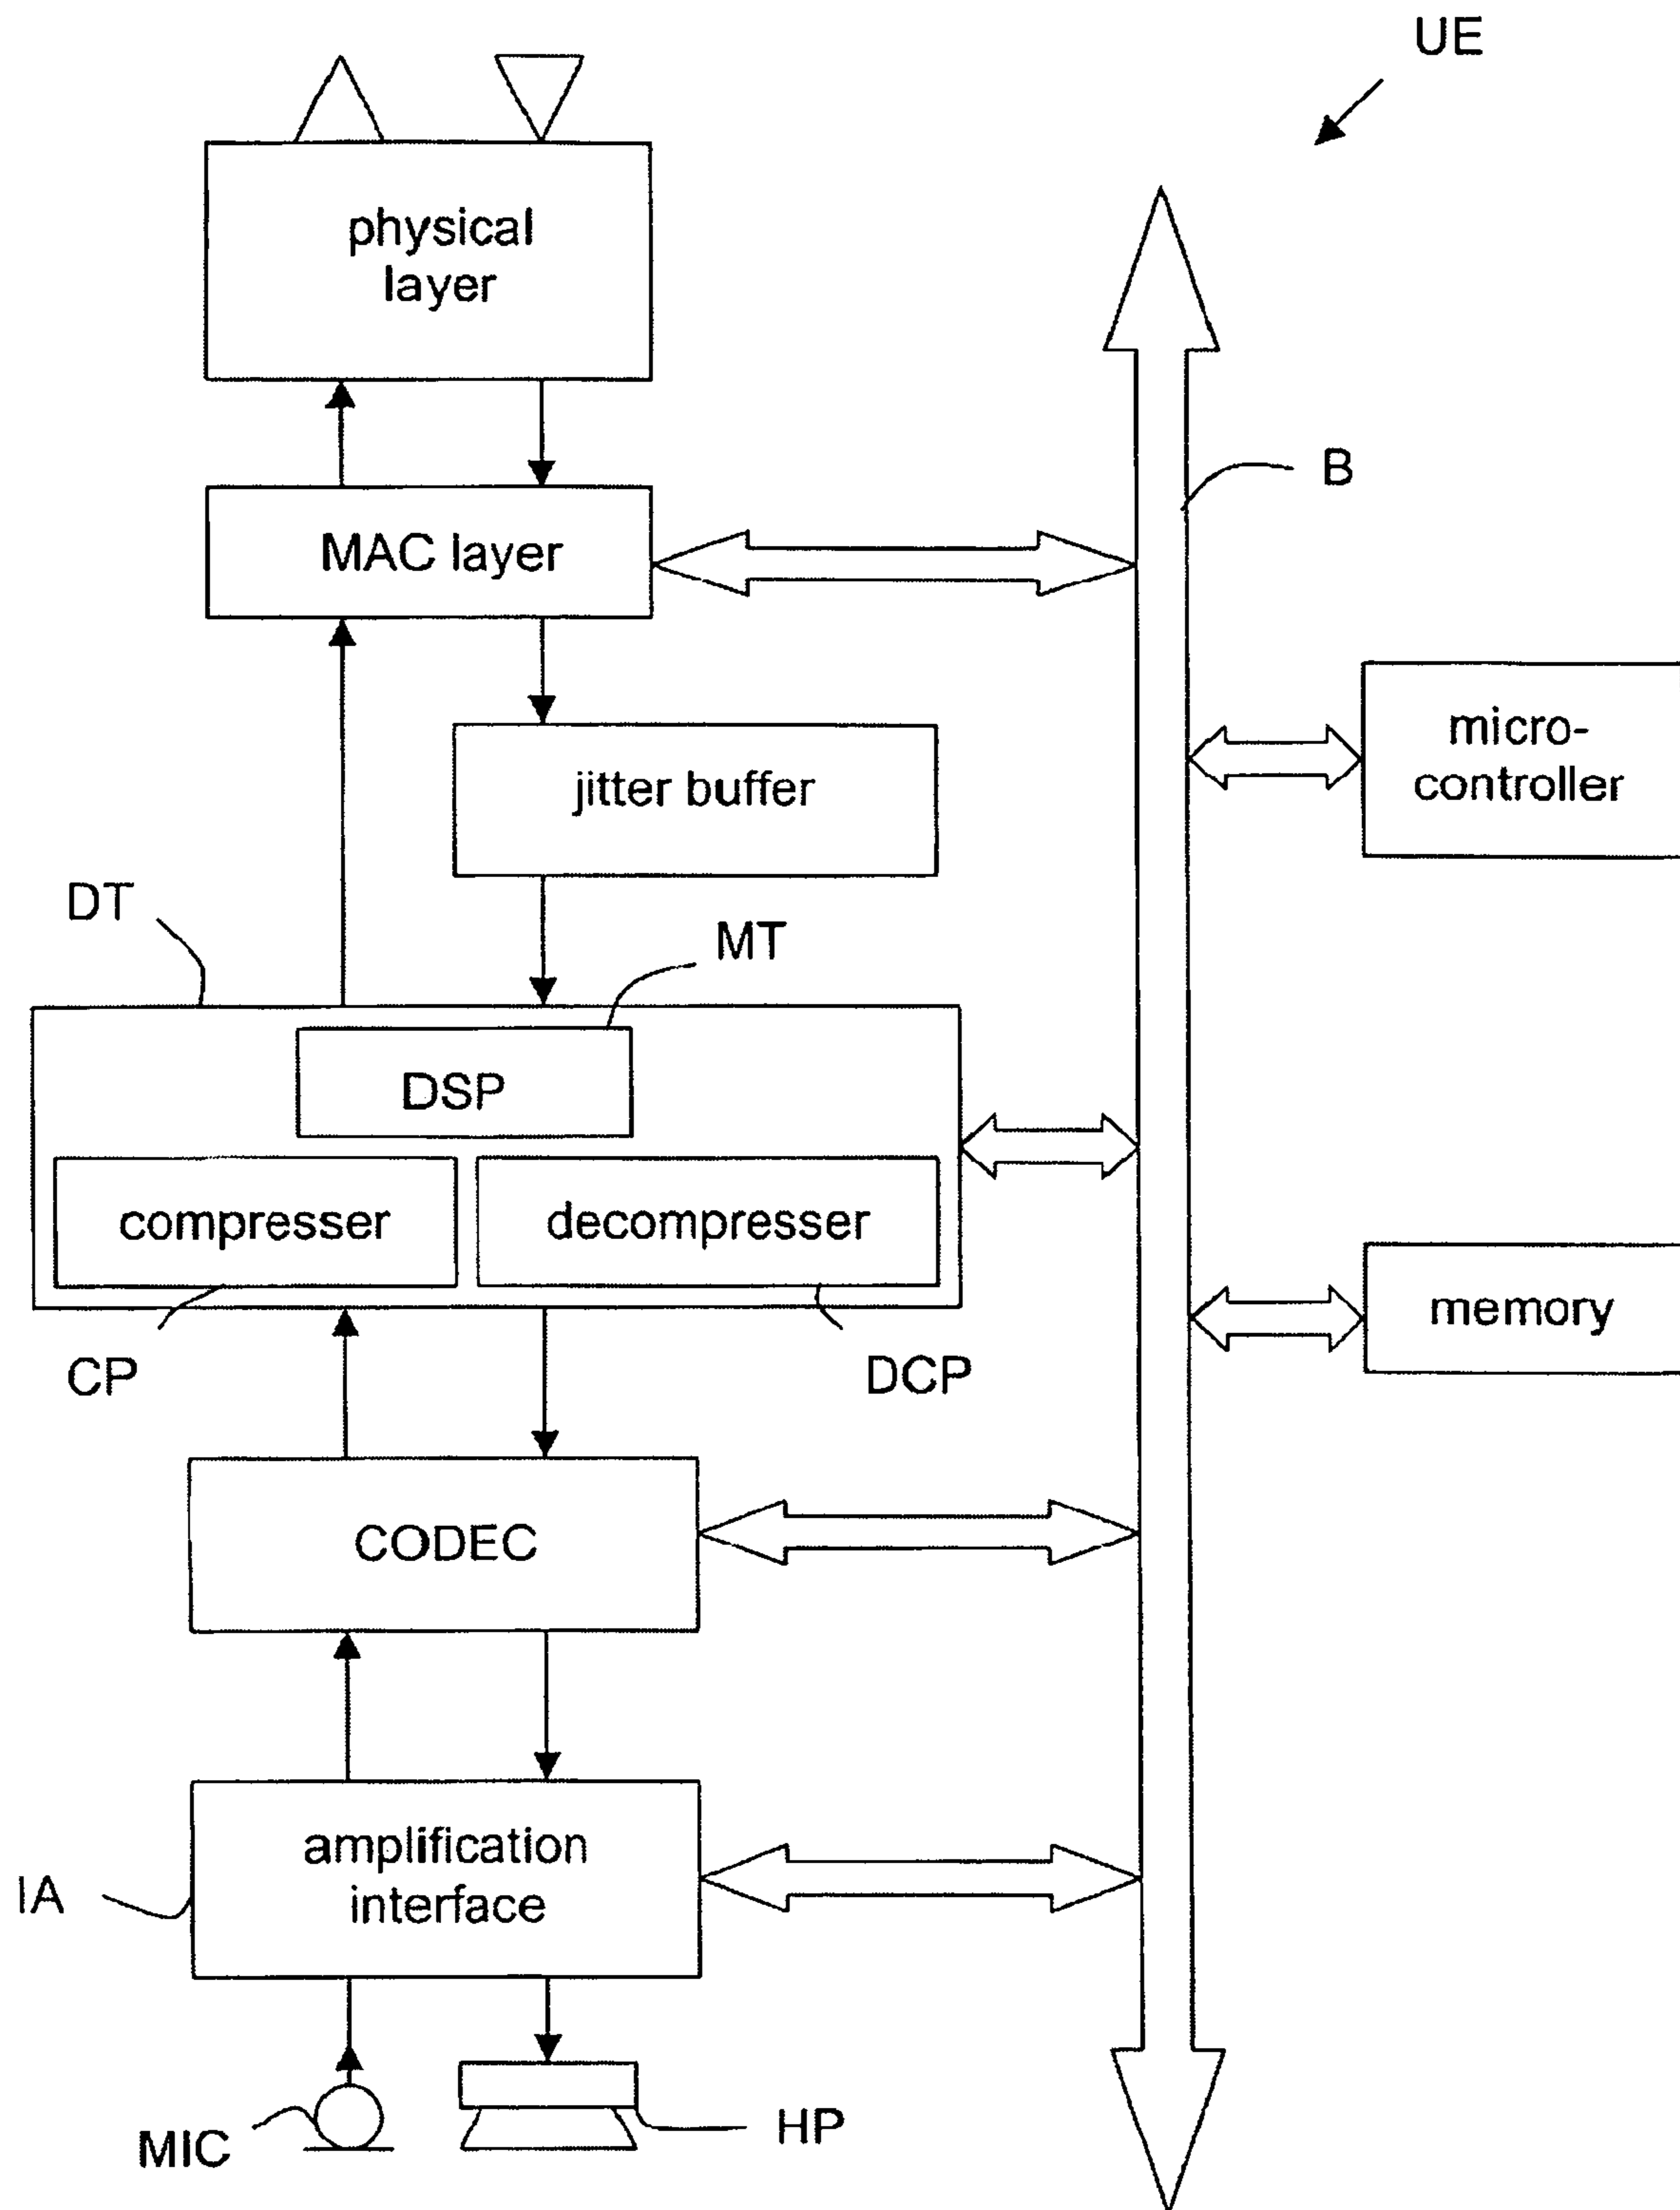 UE
physical
layer
B
MAC layer
micro-
controller
jitter buffer
DT
MT
DSP
compresser
decompresser
memory
CP
DCP
CODEC
amplification
interface
IA
MIC
HP